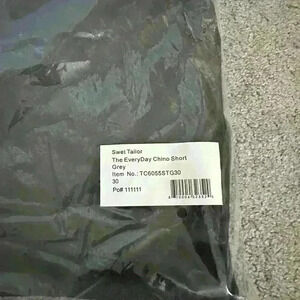 Swet Tailor
The EveryDay Chino Short
Grey
Item No.: TC6055STG30
30
Po# 111111